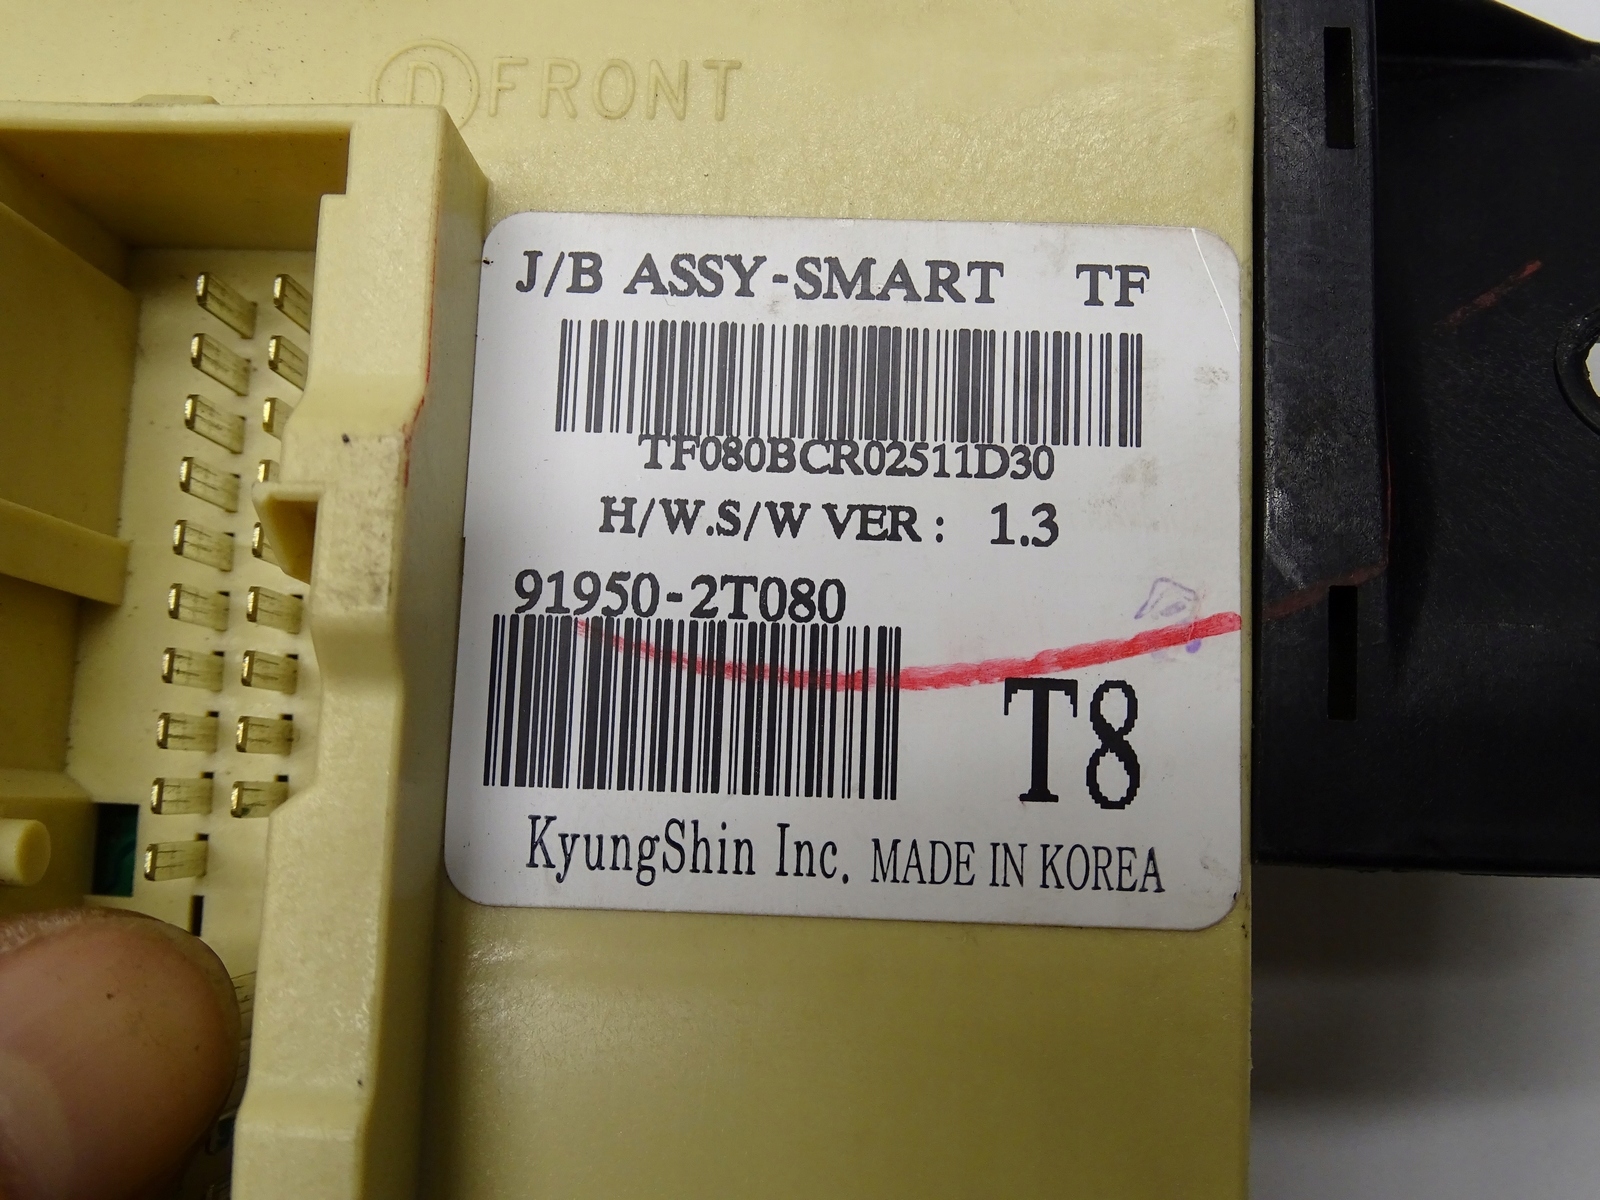 D FRONT
J/B ASSY-SMART TF
TF080BCR02511D30
H/W.S/W VER : 1.3
91950-2T080
T8
KyungShin Inc. MADE IN KOREA